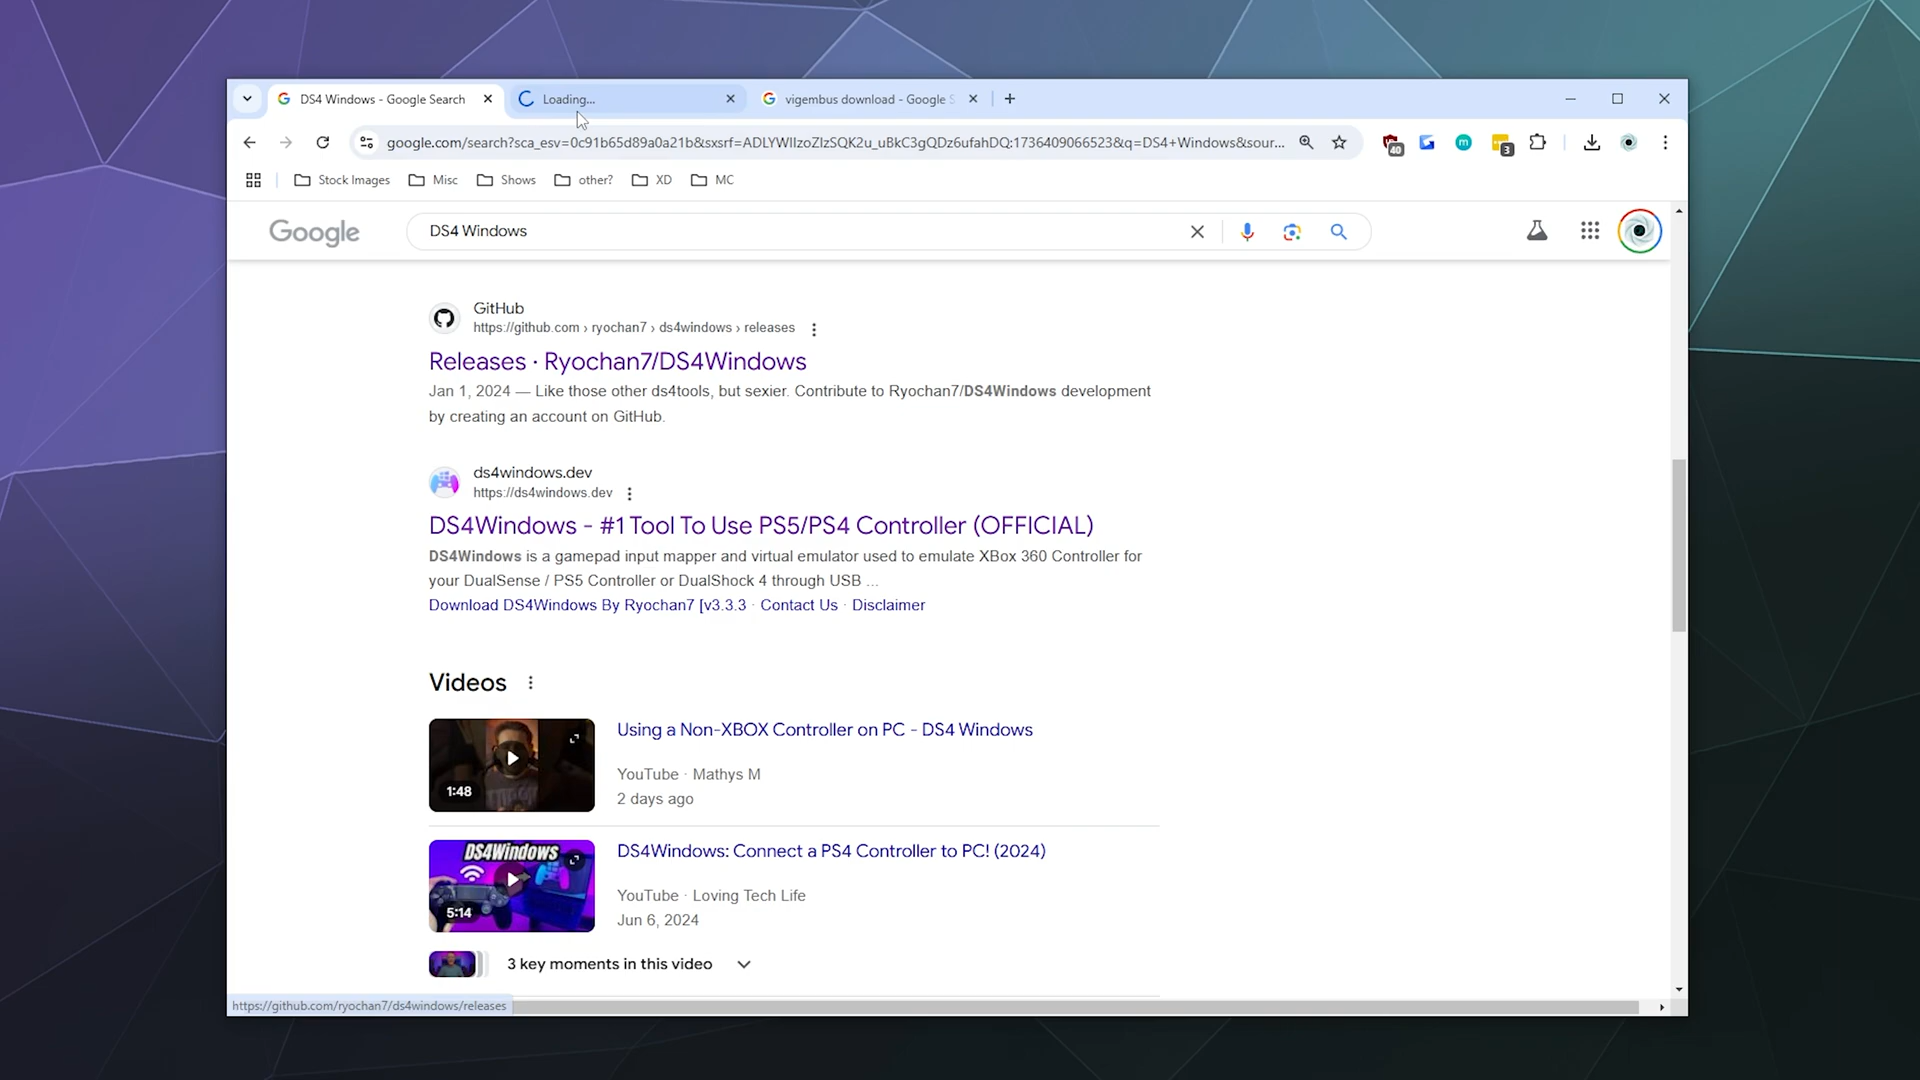 DS4 Windows - Google Search
Loading...
vigembus download - Google S
google.com/search?sca_esv=0c91b65d89a0a21b&sxsrf=ADLYWIIzoZIzSQK2u_uBkC3gQDz6ufahDQ:1736409066523&q=DS4+Windows&sour...
40
3
Stock Images
Misc
Shows
other?
XD
MC
Google
DS4 Windows
GitHub
https://github.com › ryochan7 › ds4windows › releases
Releases · Ryochan7/DS4Windows
Jan 1, 2024 — Like those other ds4tools, but sexier. Contribute to Ryochan7/DS4Windows development
by creating an account on GitHub.
ds4windows.dev
https://ds4windows.dev
DS4Windows - #1 Tool To Use PS5/PS4 Controller (OFFICIAL)
DS4Windows is a gamepad input mapper and virtual emulator used to emulate XBox 360 Controller for
your DualSense / PS5 Controller or DualShock 4 through USB ...
Download DS4Windows By Ryochan7 [v3.3.3 · Contact Us · Disclaimer
Videos
1:48
Using a Non-XBOX Controller on PC - DS4 Windows
YouTube · Mathys M
2 days ago
DS4Windows
5:14
DS4Windows: Connect a PS4 Controller to PC! (2024)
YouTube · Loving Tech Life
Jun 6, 2024
3 key moments in this video
https://github.com/ryochan7/ds4windows/releases